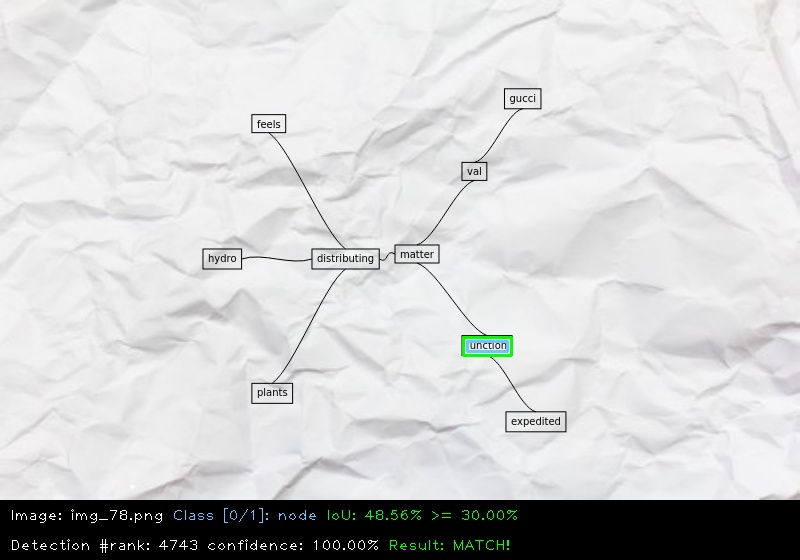 gucci
feels
val
hydro
distributing
matter
unction
plants
expedited
Image: img_78.png Class [0/1]: node IoU: 48.56% >= 30.00%
Detection #rank: 4743 confidence: 100.00% Result: MATCH!